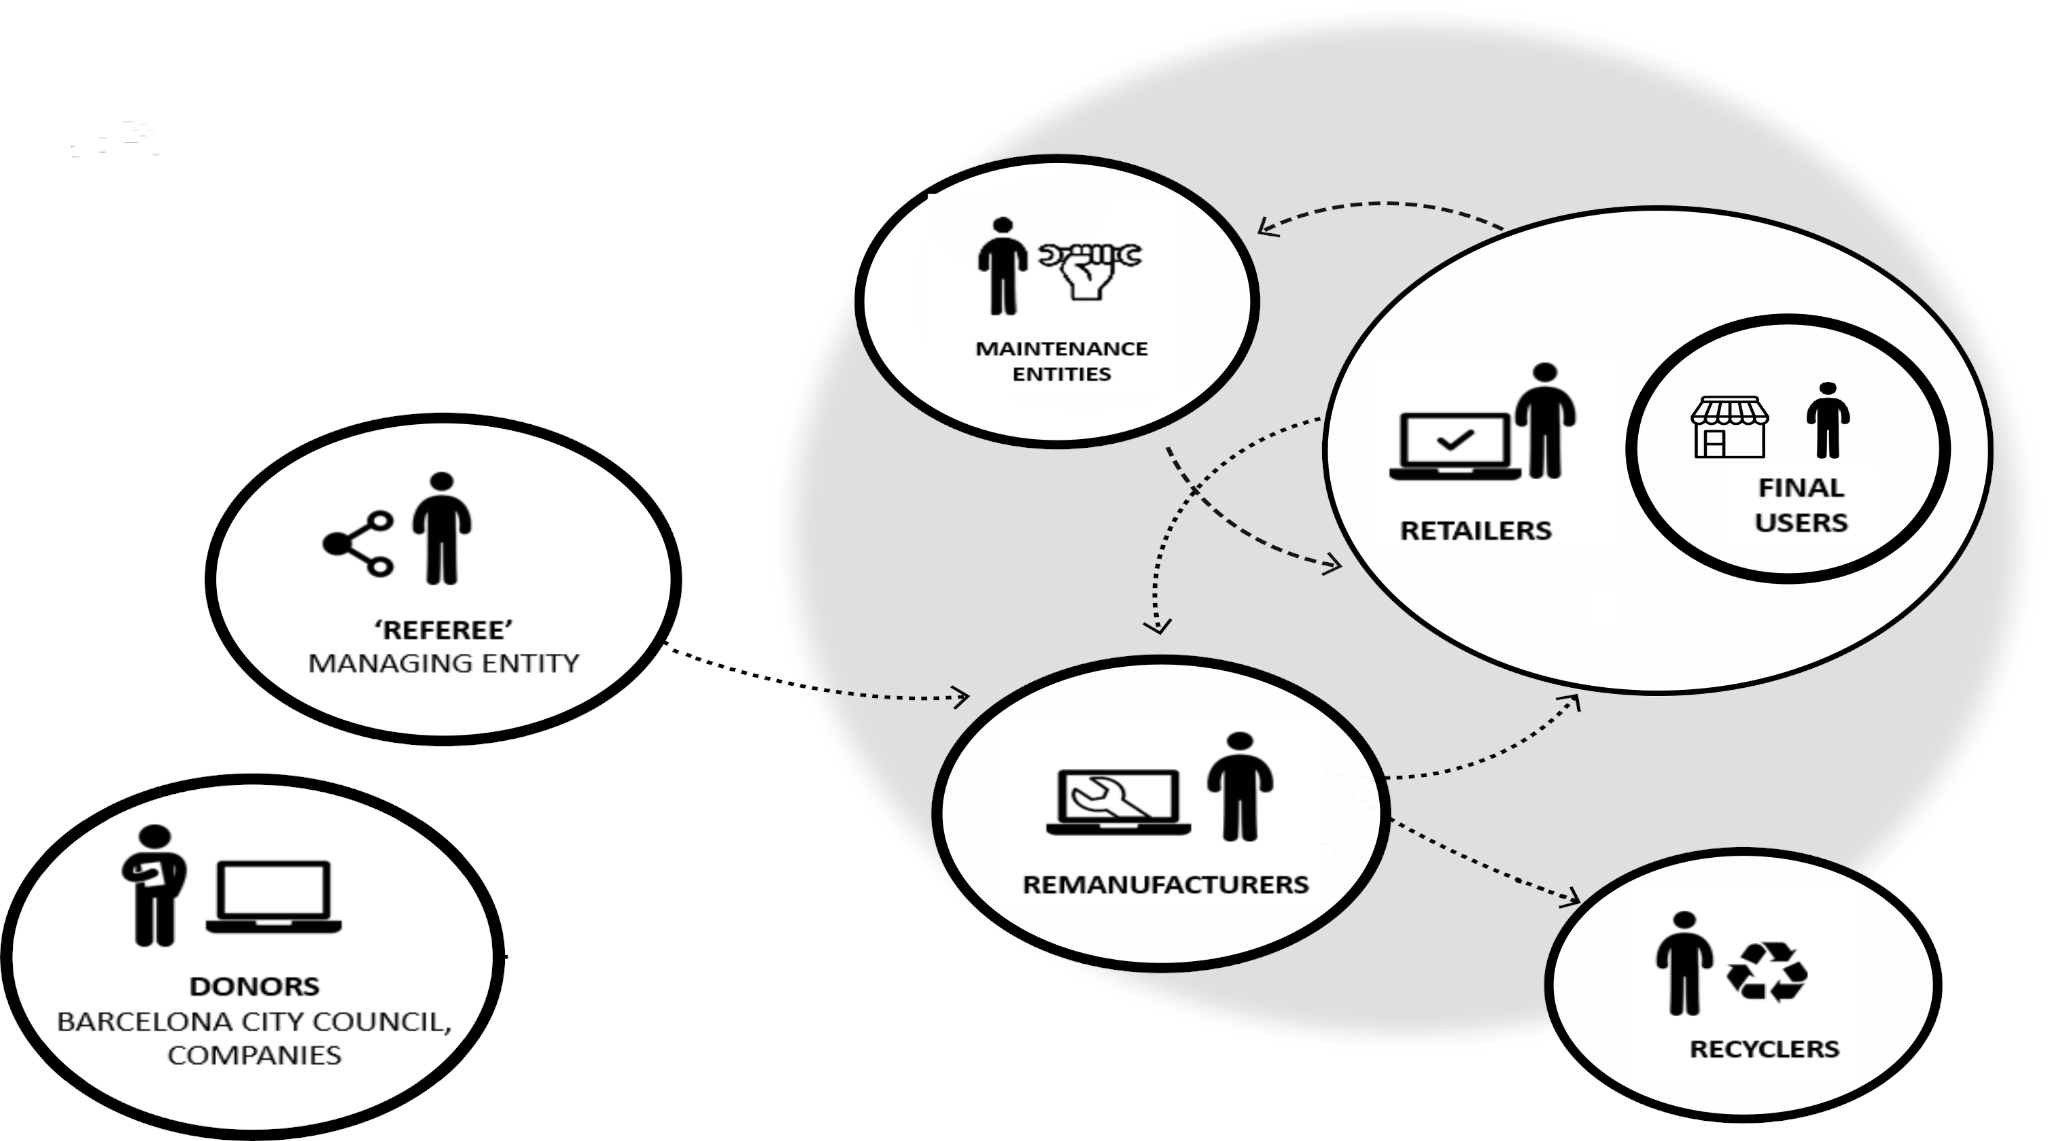 MAINTENANCE
ENTITIES
RETAILERS
FINAL
USERS
‘REFEREE’
MANAGING ENTITY
REMANUFACTURERS
DONORS
BARCELONA CITY COUNCIL,
COMPANIES
RECYCLERS